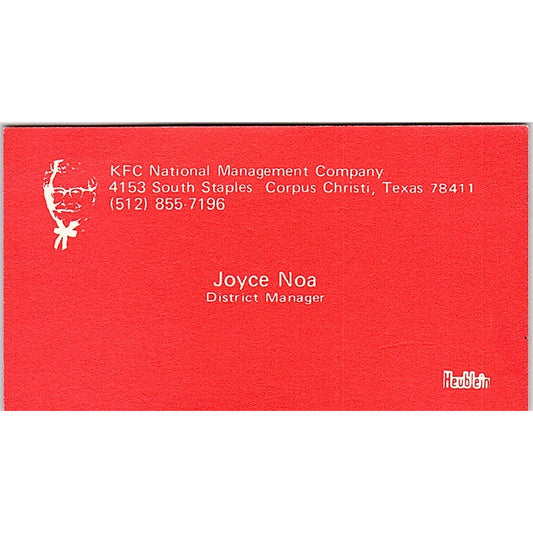 KFC National Management Company
4153 South Staples Corpus Christi, Texas 78411
(512) 855-7196
Joyce Noa
District Manager
Heublein